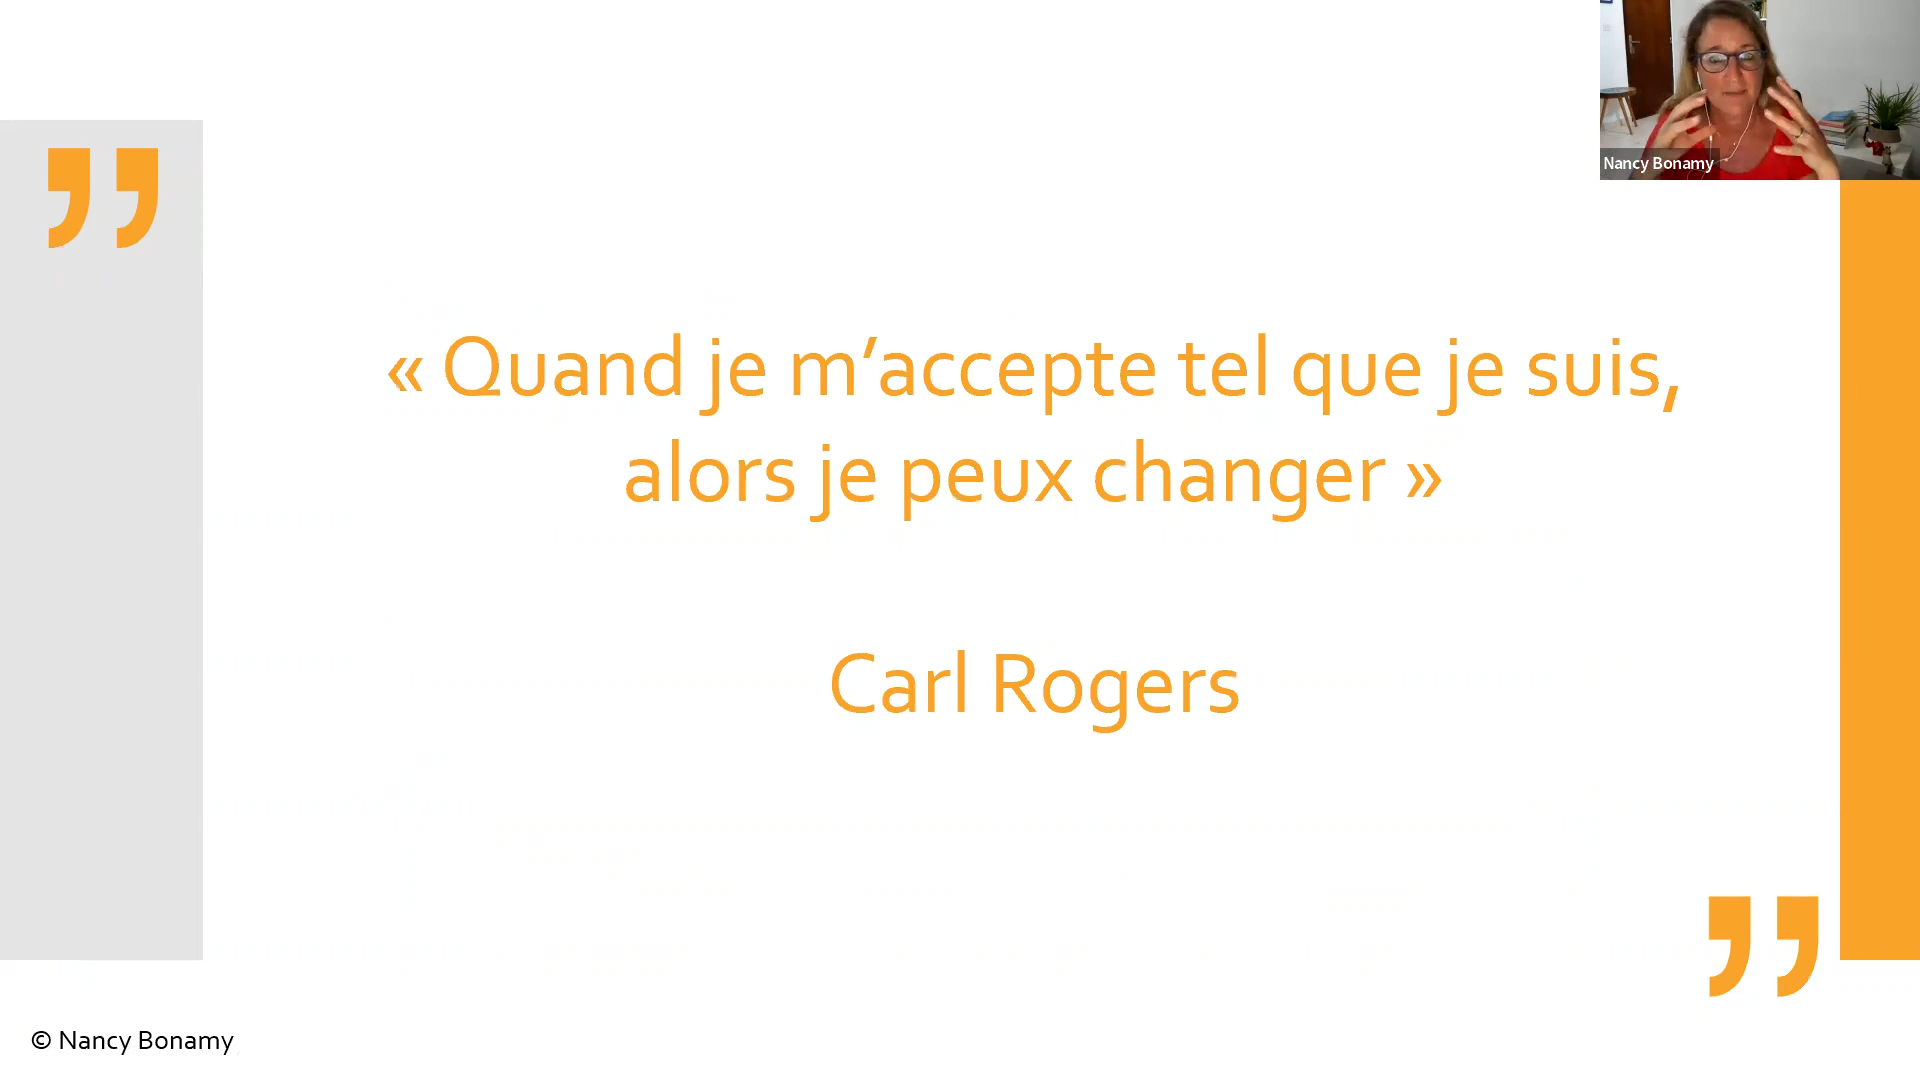 Nancy Bonamy
« Quand je m’accepte tel que je suis,
alors je peux changer »
Carl Rogers
© Nancy Bonamy